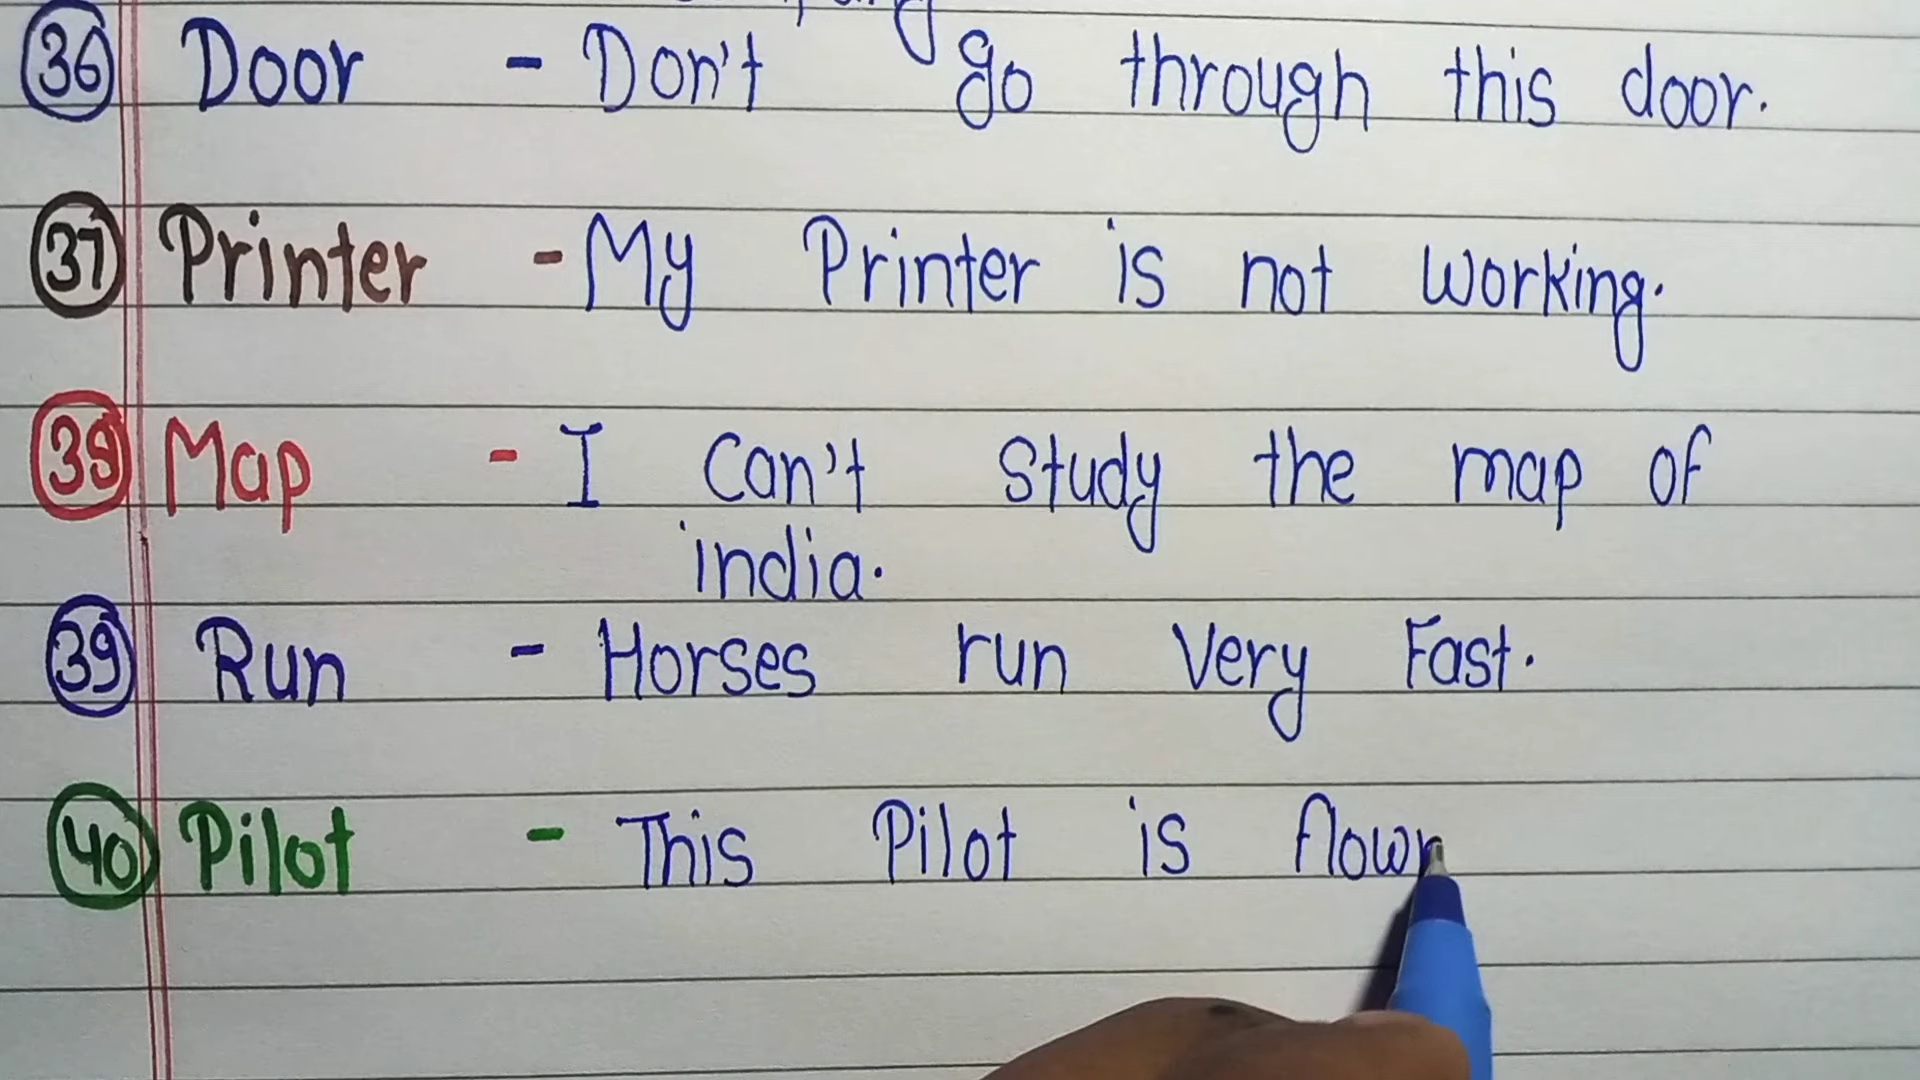 36 Door - Don't go through this door.
37 Printer - My Printer is not working.
38 Map - I Can't Study the map of
india.
39 Run - Horses run Very Fast.
40 Pilot - This Pilot is flown